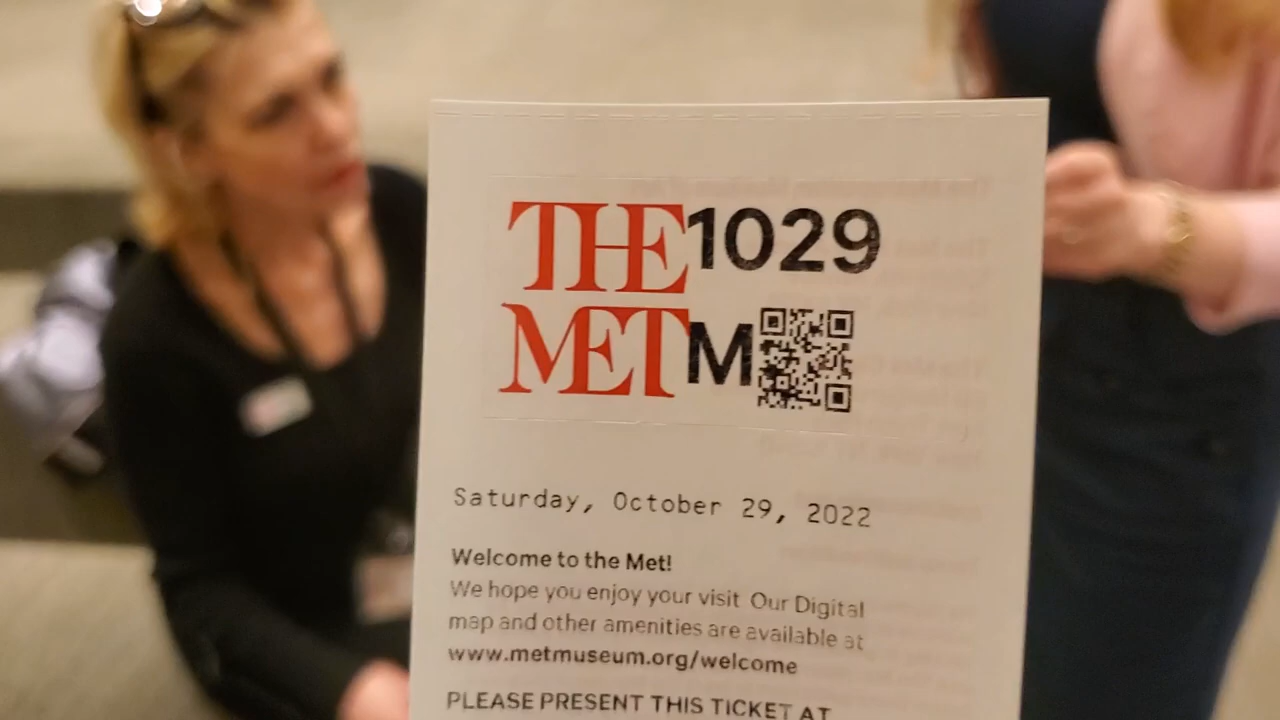 THE 1029
MET M
Saturday, October 29, 2022
Welcome to the Met!
We hope you enjoy your visit Our Digital
map and other amenities are available at
www.metmuseum.org/welcome
PLEASE PRESENT THIS TICKET AT